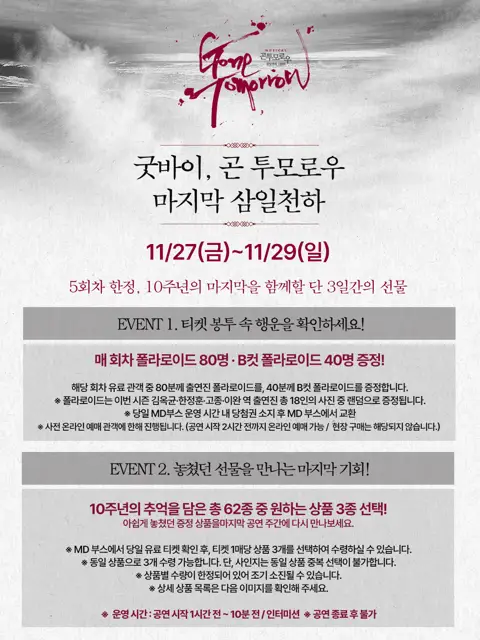 Gone
MUSICAL
곤투모로우
Tomorrow
굿바이, 곤 투모로우
마지막 삼일천하
11/27(금)~11/29(일)
5회차 한정, 10주년의 마지막을 함께할 단 3일간의 선물
EVENT 1. 티켓 봉투 속 행운을 확인하세요!
매 회차 폴라로이드 80명 · B컷 폴라로이드 40명 증정!
해당 회차 유료 관객 중 80분께 출연진 폴라로이드를, 40분께 B컷 폴라로이드를 증정합니다.
※ 폴라로이드는 이번 시즌 김옥균·한정훈·고종·이완 역 출연진 총 18인의 사진 중 랜덤으로 증정됩니다.
※ 당일 MD부스 운영 시간 내 당첨권 소지 후 MD 부스에서 교환
※ 사전 온라인 예매 관객에 한해 진행됩니다. (공연 시작 2시간 전까지 온라인 예매 가능 / 현장 구매는 해당되지 않습니다.)
EVENT 2. 놓쳤던 선물을 만나는 마지막 기회!
10주년의 추억을 담은 총 62종 중 원하는 상품 3종 선택!
아쉽게 놓쳤던 증정 상품을마지막 공연 주간에 다시 만나보세요.
※ MD 부스에서 당일 유료 티켓 확인 후, 티켓 1매당 상품 3개를 선택하여 수령하실 수 있습니다.
※ 동일 상품으로 3개 수령 가능합니다. 단, 사인지는 동일 상품 중복 선택이 불가합니다.
※ 상품별 수량이 한정되어 있어 조기 소진될 수 있습니다.
※ 상세 상품 목록은 다음 이미지를 확인해 주세요.
※ 운영 시간 : 공연 시작 1시간 전 ~ 10분 전 / 인터미션 ※ 공연 종료 후 불가